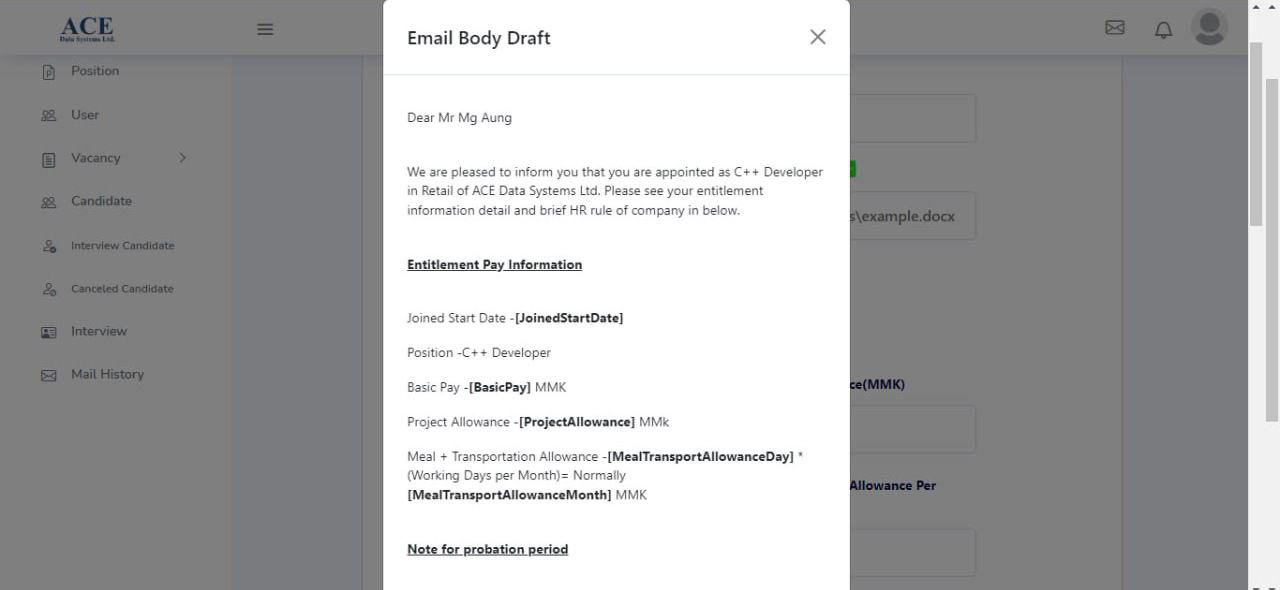 ACE
Data Systems Ltd.
Position
User
Vacancy
Candidate
Interview Candidate
Canceled Candidate
Interview
Mail History
Email Body Draft
Dear Mr Mg Aung
We are pleased to inform you that you are appointed as C++ Developer
in Retail of ACE Data Systems Ltd. Please see your entitlement
information detail and brief HR rule of company in below.
Entitlement Pay Information
Joined Start Date -[JoinedStartDate]
Position -C++ Developer
Basic Pay -[BasicPay] MMK
Project Allowance -[ProjectAllowance] MMk
Meal + Transportation Allowance -[MealTransportAllowanceDay] *
(Working Days per Month)= Normally
[MealTransportAllowanceMonth] MMK
Note for probation period
s\example.docx
ce(MMK)
Allowance Per